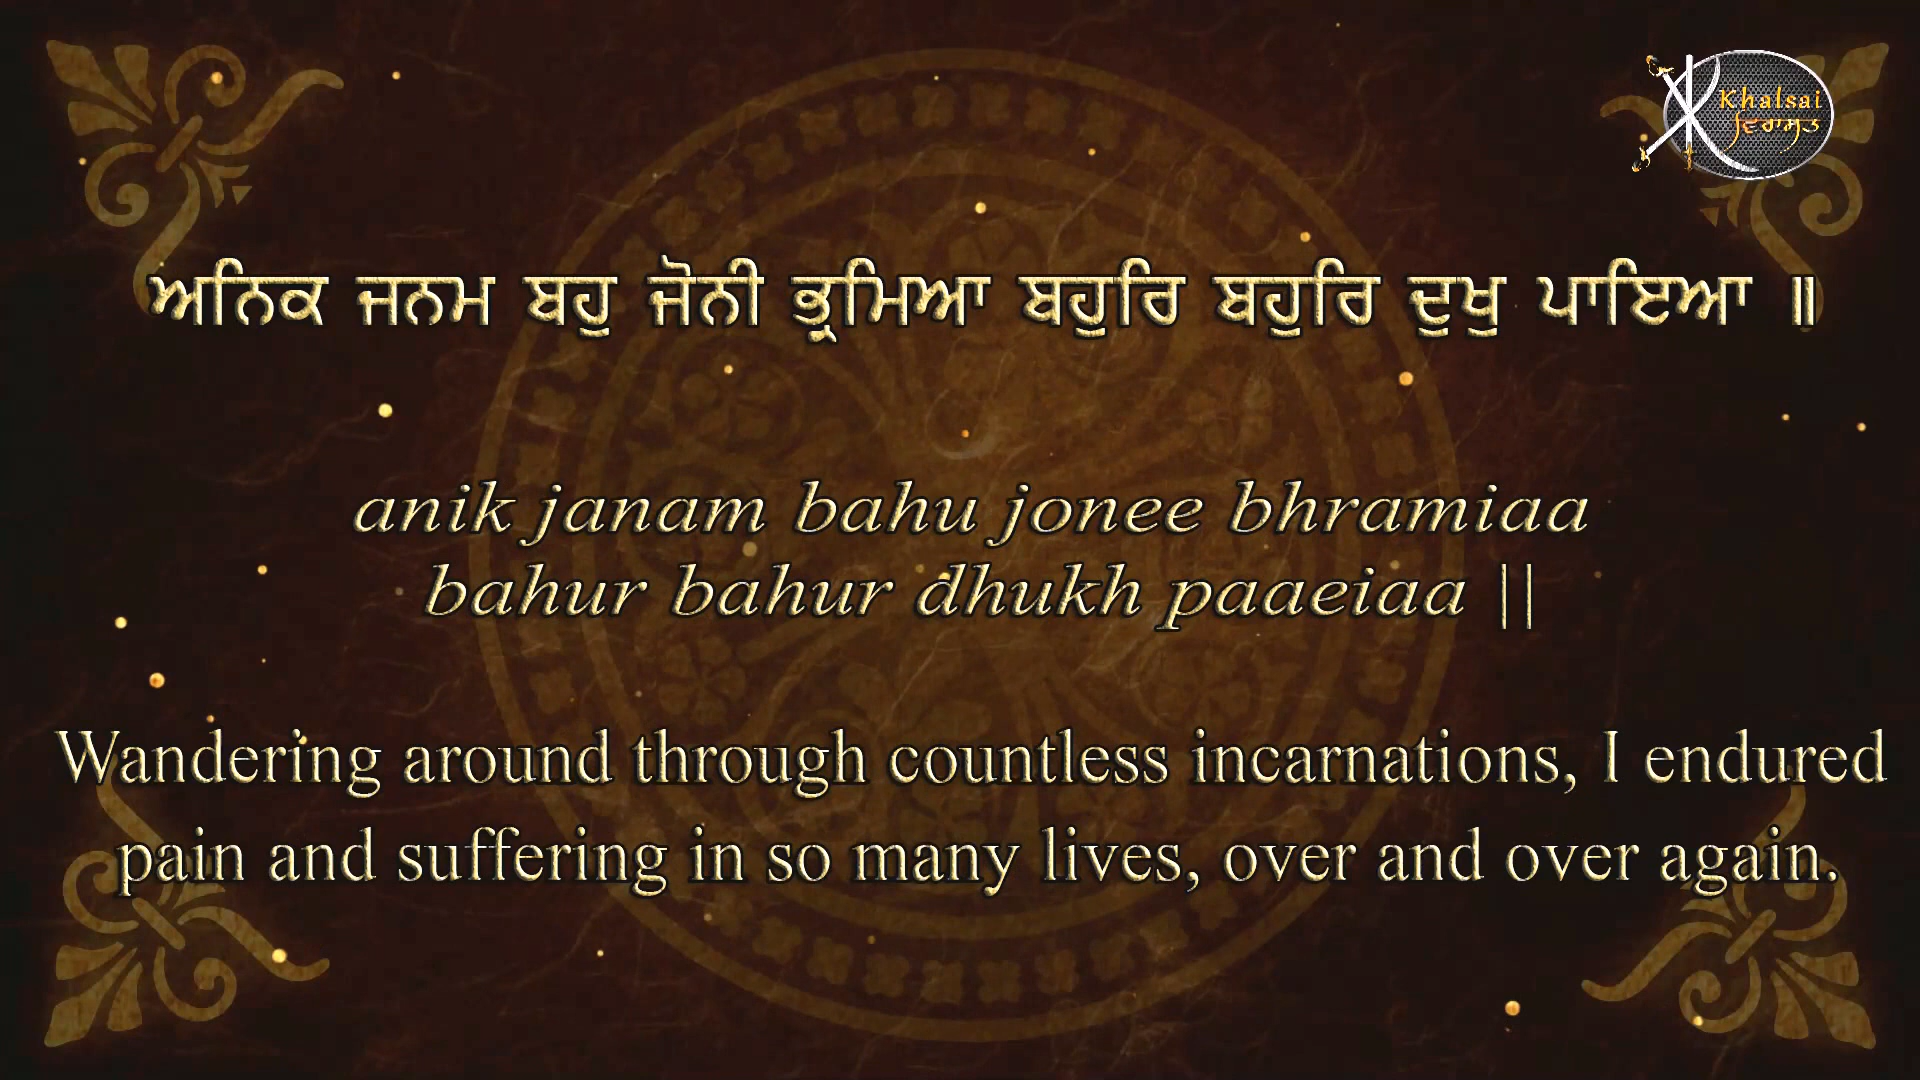 Khalsai
ਵਿਰਾਸਤ
ਅਨਿਕ ਜਨਮ ਬਹੁ ਜੋਨੀ ਭ੍ਰਮਿਆ ਬਹੁਰਿ ਬਹੁਰਿ ਦੁਖੁ ਪਾਇਆ ॥
anik janam bahu jonee bhramiaa
bahur bahur dhukh paaeiaa ||
Wandering around through countless incarnations, I endured
pain and suffering in so many lives, over and over again.